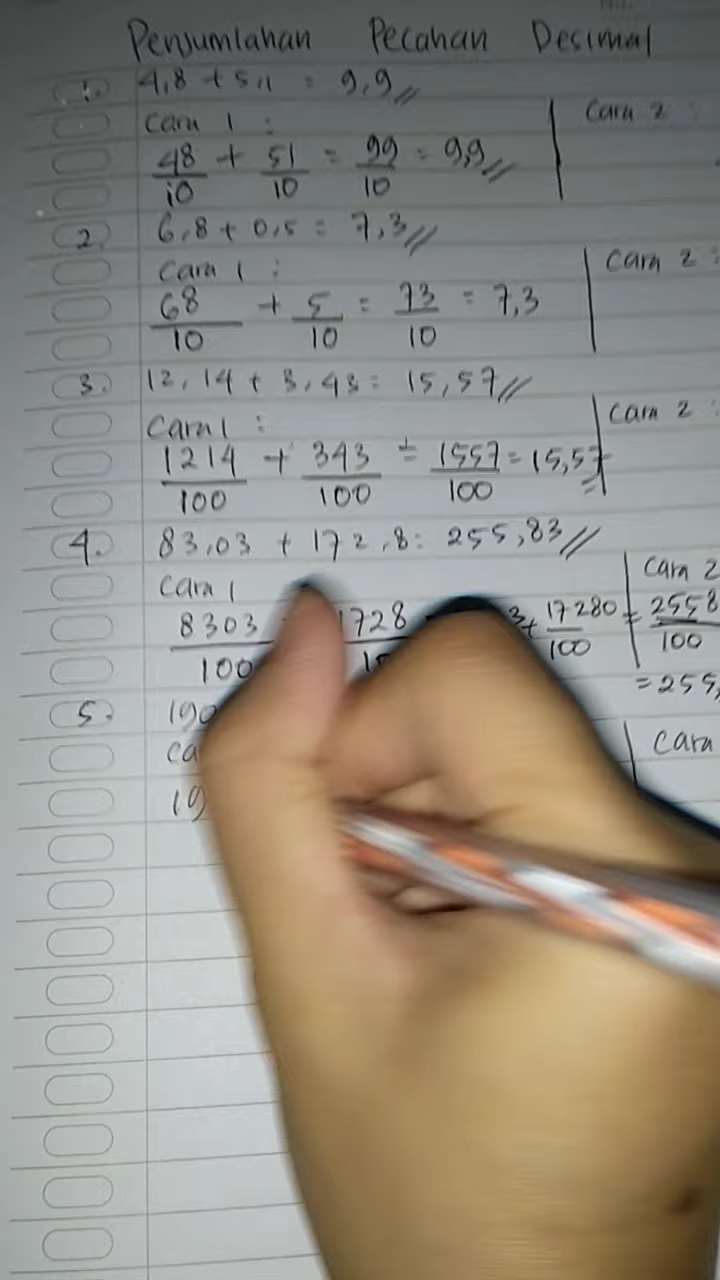 Penjumlahan Pecahan Desimal
1. 4,8 + 5,1 = 9,9//
Cara 1 :
Cara 2 :
48/10 + 51/10 = 99/10 = 9,9//
2. 6,8 + 0,5 = 7,3//
Cara 1 :
Cara 2 :
68/10 + 5/10 = 73/10 = 7,3
3. 12,14 + 3,43 = 15,57//
Cara 1 :
Cara 2 :
1214/100 + 343/100 = 1557/100 = 15,57
4. 83,03 + 172,8 = 255,83//
Cara 1
Cara 2
8303/100 1728 + 17280/100 = 2558/100
= 255,
5. 190
Ca
Cara
19